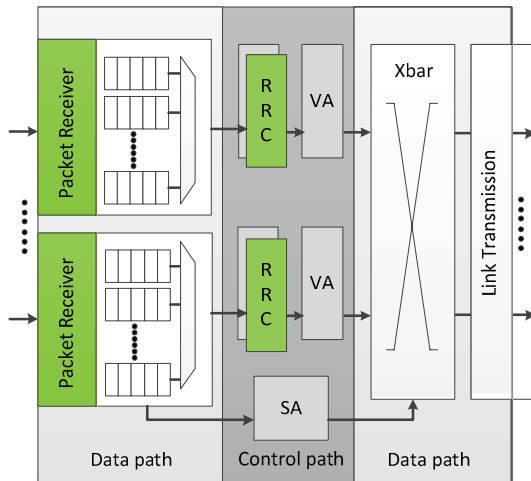 Packet Receiver
R
R
C
VA
Xbar
Link Transmission
Packet Receiver
R
R
C
VA
SA
Data path
Control path
Data path